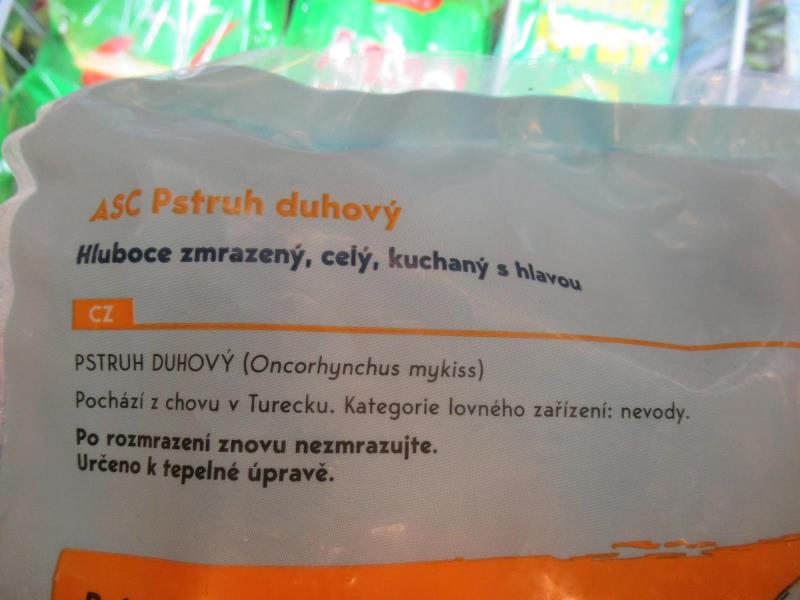 ASC Pstruh duhový
Hluboce zmrazený, celý, kuchaný s hlavou
CZ
PSTRUH DUHOVÝ (Oncorhynchus mykiss)
Pochází z chovu v Turecku. Kategorie lovného zařízení: nevody.
Po rozmrazení znovu nezmrazujte.
Určeno k tepelné úpravě.